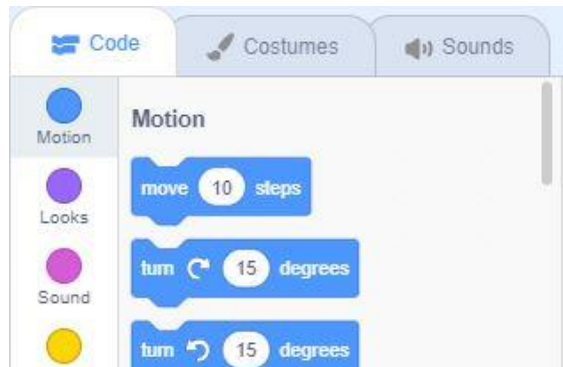 Code Costumes Sounds
Motion
Looks
Sound
Motion
move 10 steps
turn 15 degrees
turn 15 degrees